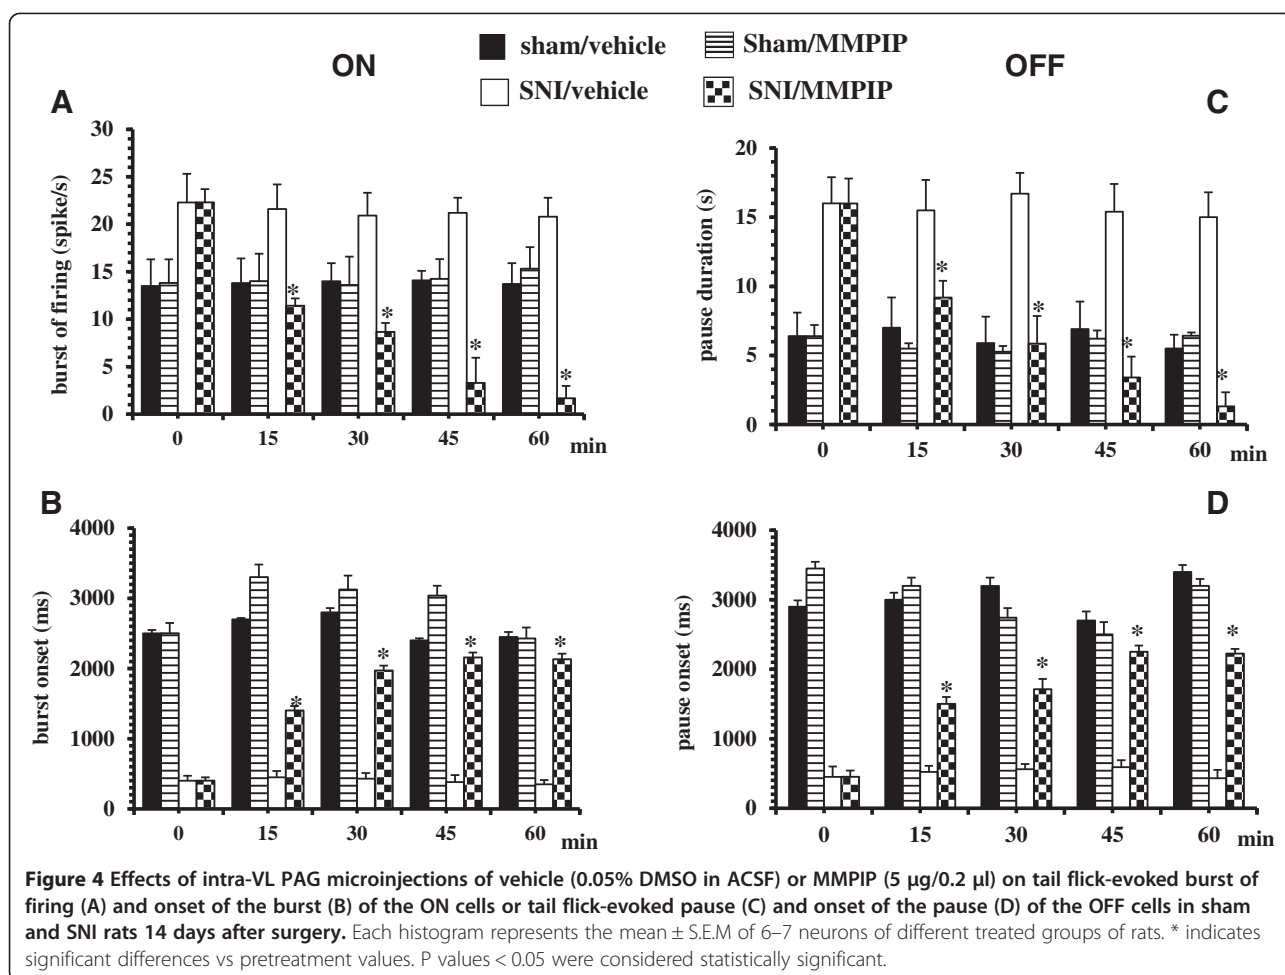 ON
sham/vehicle
Sham/MMPIP
SNI/vehicle
SNI/MMPIP
OFF
A
burst of firing (spike/s)
30
25
20
15
10
5
0
* * * *
0 15 30 45 60 min
C
pause duration (s)
20
15
10
5
0
* * * *
0 15 30 45 60 min
B
burst onset (ms)
4000
3000
2000
1000
0
* * * *
0 15 30 45 60 min
D
pause onset (ms)
4000
3000
2000
1000
0
* * * *
0 15 30 45 60 min
Figure 4 Effects of intra-VL PAG microinjections of vehicle (0.05% DMSO in ACSF) or MMPIP (5 μg/0.2 μl) on tail flick-evoked burst of
firing (A) and onset of the burst (B) of the ON cells or tail flick-evoked pause (C) and onset of the pause (D) of the OFF cells in sham
and SNI rats 14 days after surgery. Each histogram represents the mean ± S.E.M of 6–7 neurons of different treated groups of rats. * indicates
significant differences vs pretreatment values. P values < 0.05 were considered statistically significant.